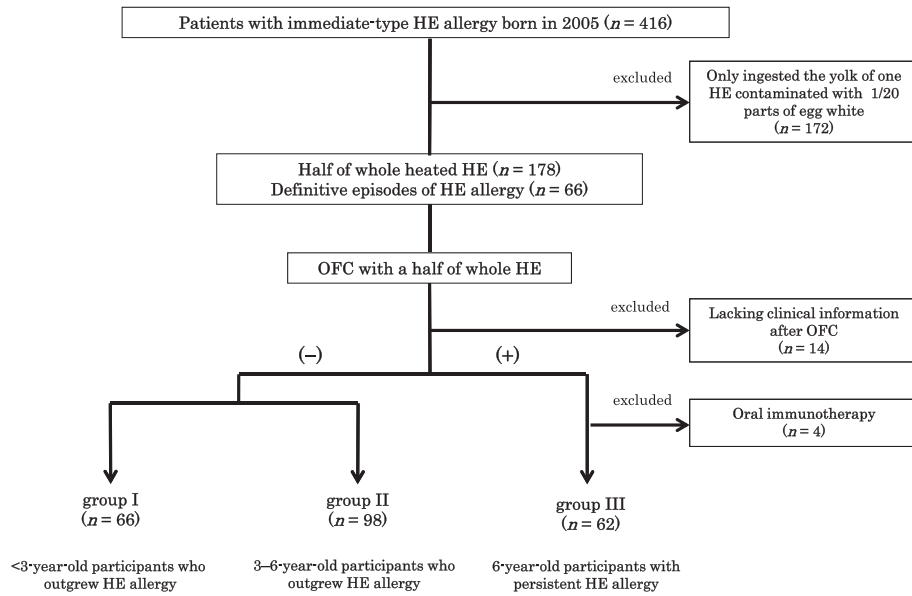 Patients with immediate-type HE allergy born in 2005 (n = 416)
excluded
Only ingested the yolk of one
HE contaminated with 1/20
parts of egg white
(n = 172)
Half of whole heated HE (n = 178)
Definitive episodes of HE allergy (n = 66)
OFC with a half of whole HE
excluded
Lacking clinical information
after OFC
(n = 14)
(–)
(+)
excluded
Oral immunotherapy
(n = 4)
group I
(n = 66)
group II
(n = 98)
group III
(n = 62)
<3-year-old participants who
outgrew HE allergy
3–6-year-old participants who
outgrew HE allergy
6-year-old participants with
persistent HE allergy